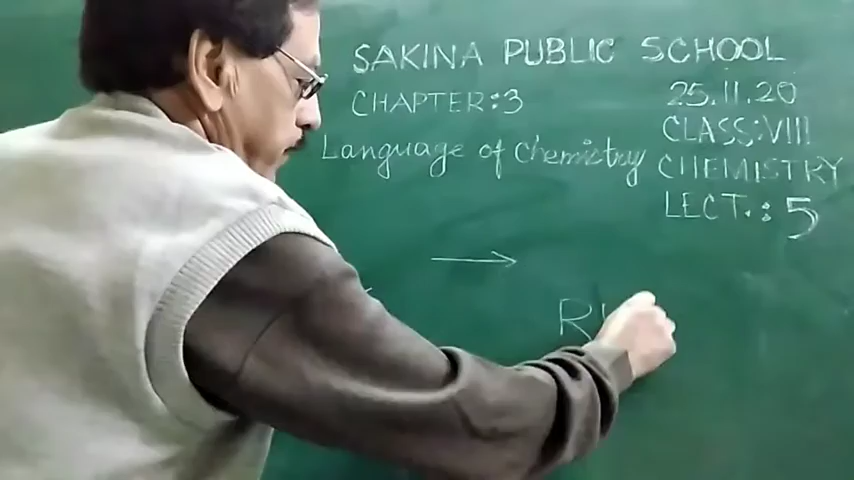 SAKINA PUBLIC SCHOOL
CHAPTER:3
25.11.20
Language of Chemistry
CLASS:VIII
CHEMISTRY
LECT.: 5
→